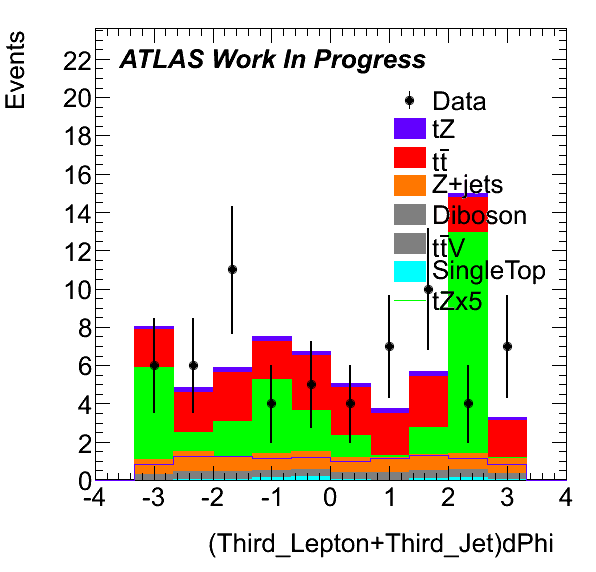 Events
ATLAS Work In Progress
Data
tZ
tt̄
Z+jets
Diboson
tt̄V
SingleTop
tZx5
22
20
18
16
14
12
10
8
6
4
2
0
-4 -3 -2 -1 0 1 2 3 4
(Third_Lepton+Third_Jet)dPhi